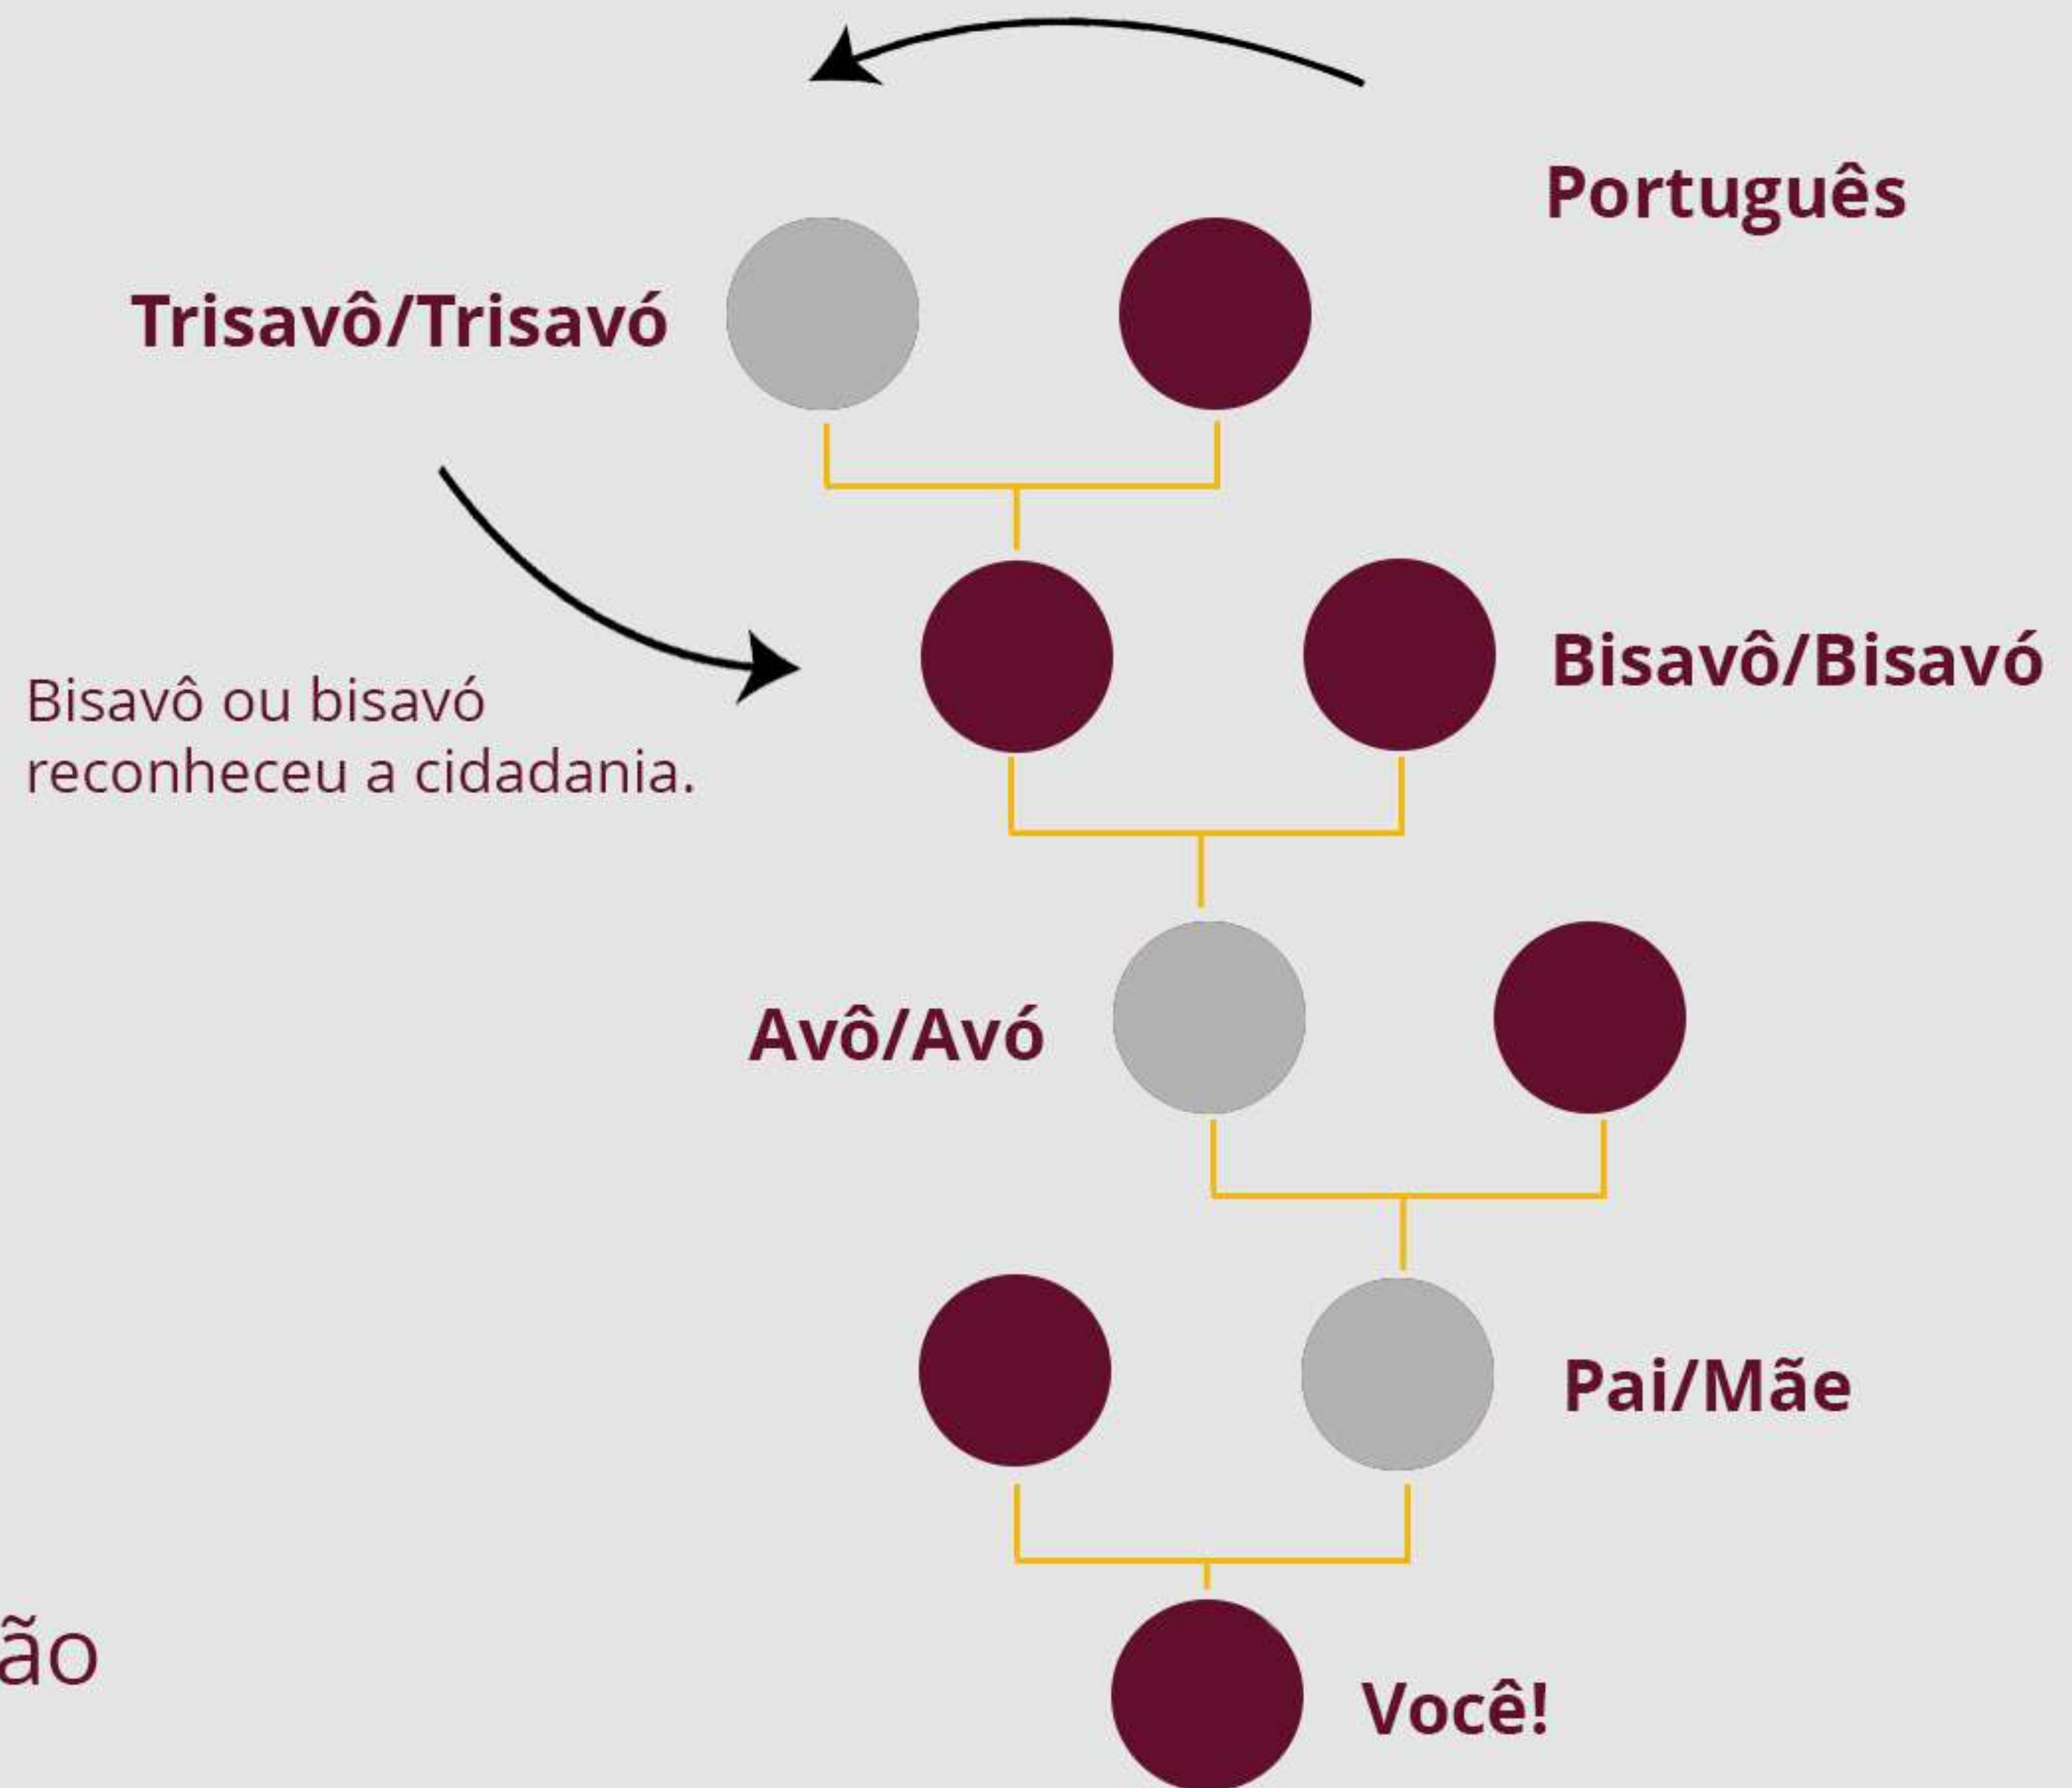 Português
Trisavô/Trisavó
Bisavô/Bisavó
Bisavô ou bisavó
reconheceu a cidadania.
Avô/Avó
Pai/Mãe
ão
Você!